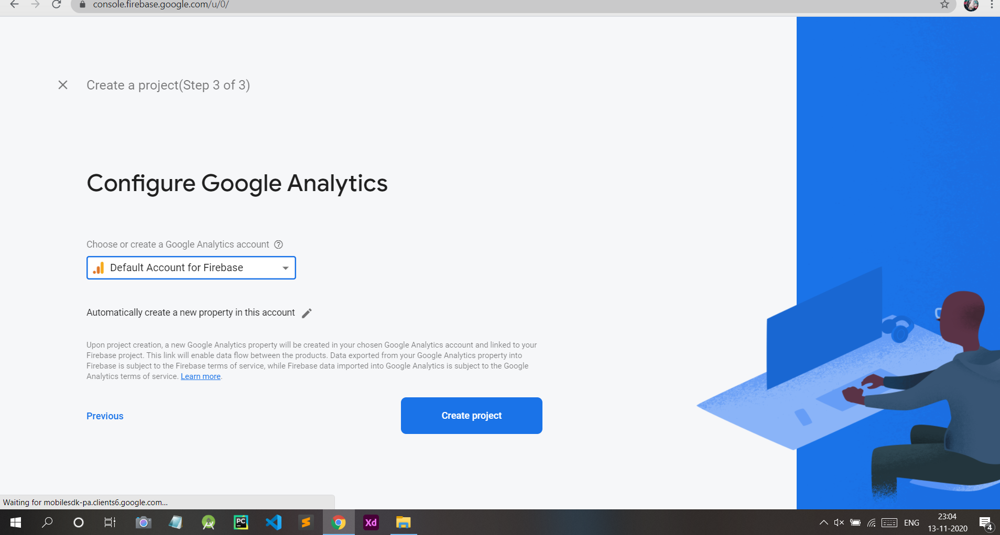 console.firebase.google.com/u/0/
Create a project(Step 3 of 3)
Configure Google Analytics
Choose or create a Google Analytics account ?
Default Account for Firebase
Automatically create a new property in this account
Upon project creation, a new Google Analytics property will be created in your chosen Google Analytics account and linked to your
Firebase project. This link will enable data flow between the products. Data exported from your Google Analytics property into
Firebase is subject to the Firebase terms of service, while Firebase data imported into Google Analytics is subject to the Google
Analytics terms of service. Learn more.
Previous
Create project
Waiting for mobilesdk-pa.clients6.google.com...
PC
Xd
ENG
23:04
13-11-2020
4